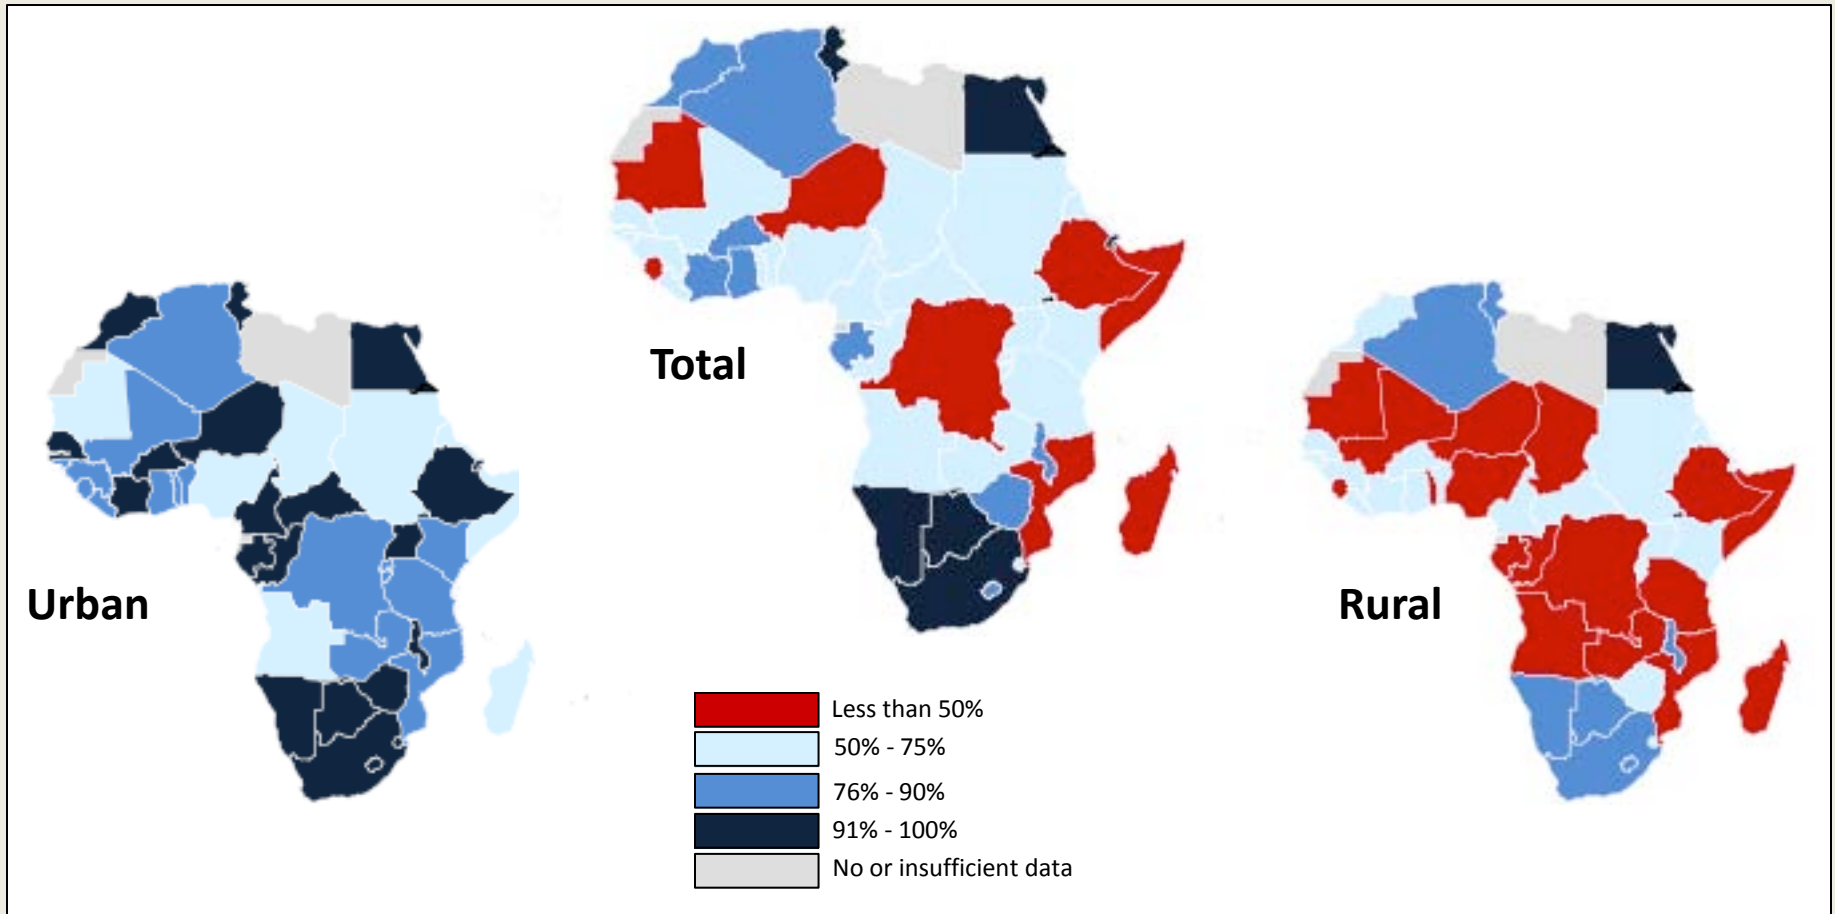 Total
Urban
Rural
Less than 50%
50% - 75%
76% - 90%
91% - 100%
No or insufficient data